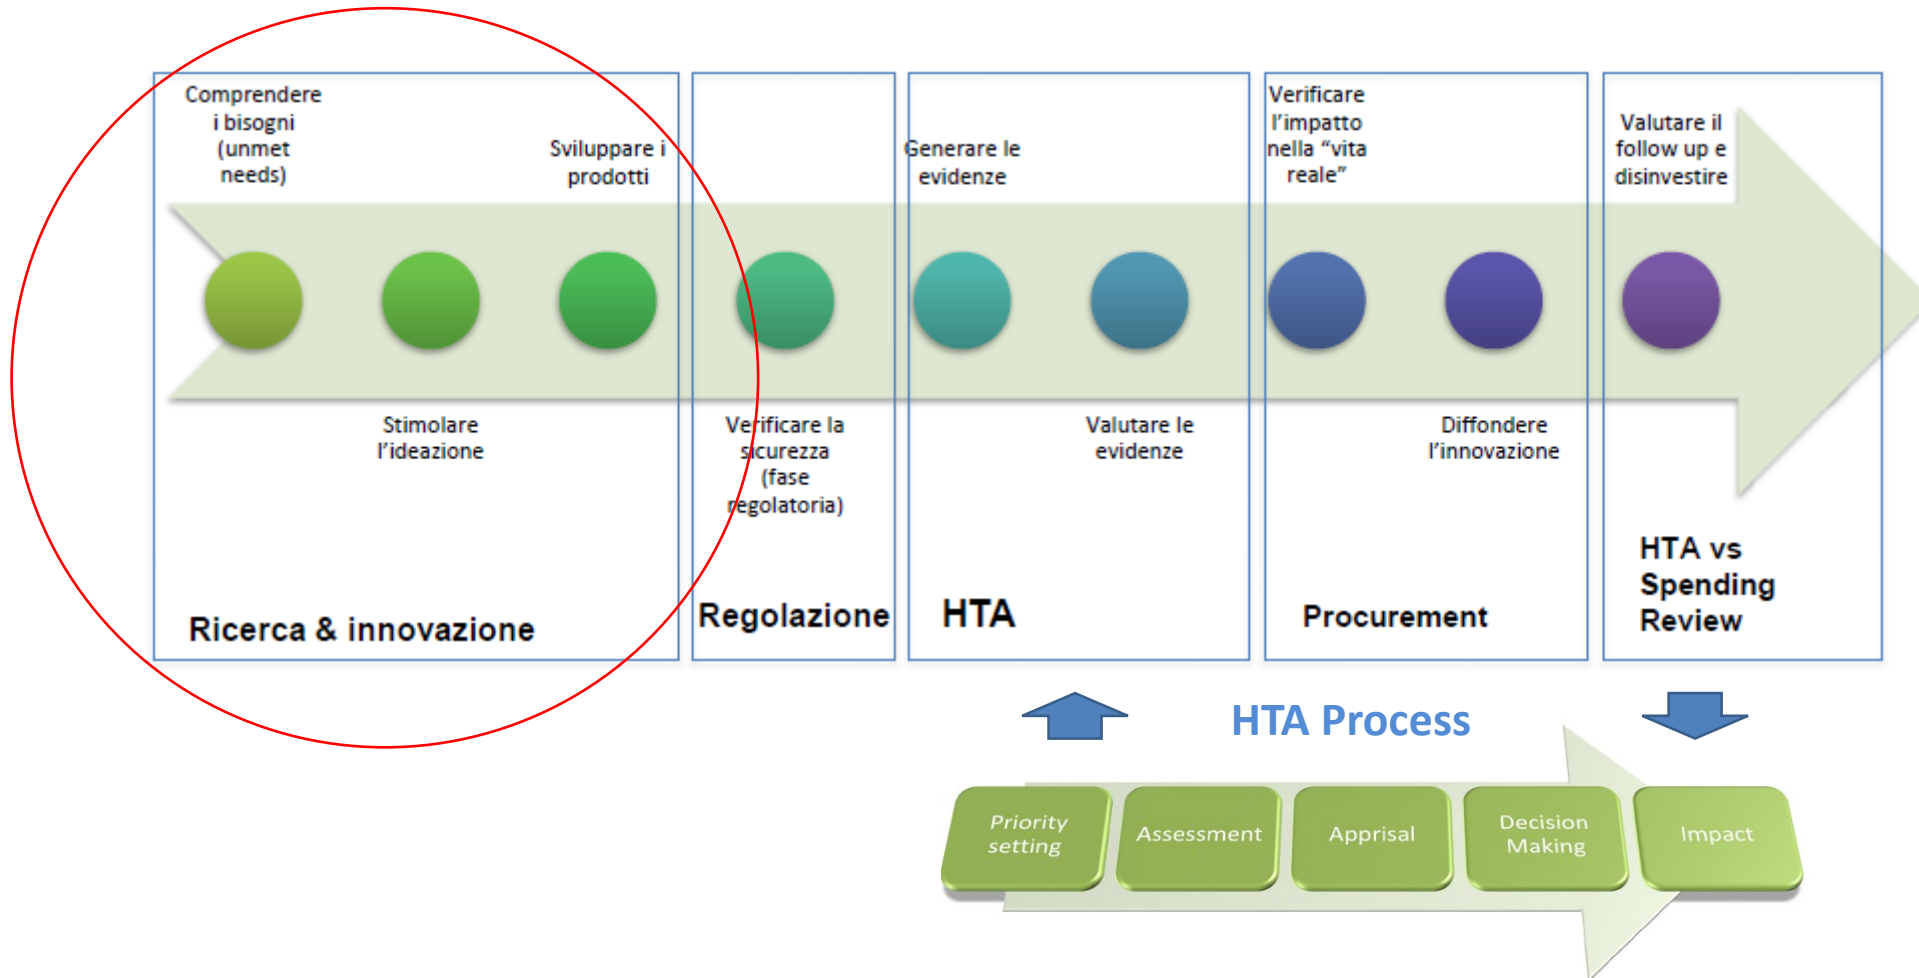 Comprendere
i bisogni
(unmet
needs)
Sviluppare i
prodotti
Generare le
evidenze
Verificare
l'impatto
nella "vita
reale"
Valutare il
follow up e
disinvestire
Stimolare
l'ideazione
Verificare la
sicurezza
(fase
regolatoria)
Valutare le
evidenze
Diffondere
l'innovazione
Ricerca & innovazione
Regolazione
HTA
Procurement
HTA vs
Spending
Review
HTA Process
Priority
setting
Assessment
Apprisal
Decision
Making
Impact